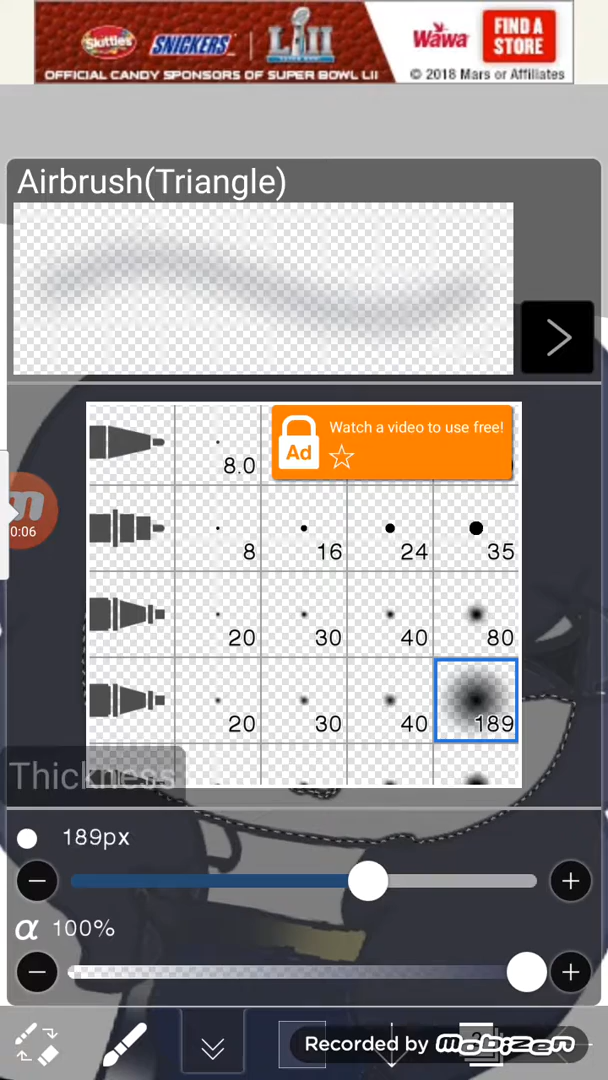 Skittles SNICKERS LII Wawa FIND A STORE
OFFICIAL CANDY SPONSORS OF SUPER BOWL LII © 2018 Mars or Affiliates
Airbrush(Triangle)
>
Watch a video to use free!
Ad
8.0
8 16 24 35
0:06
20 30 40 80
20 30 40 189
Thickness
189px
− +
α 100%
− +
Recorded by mobizen